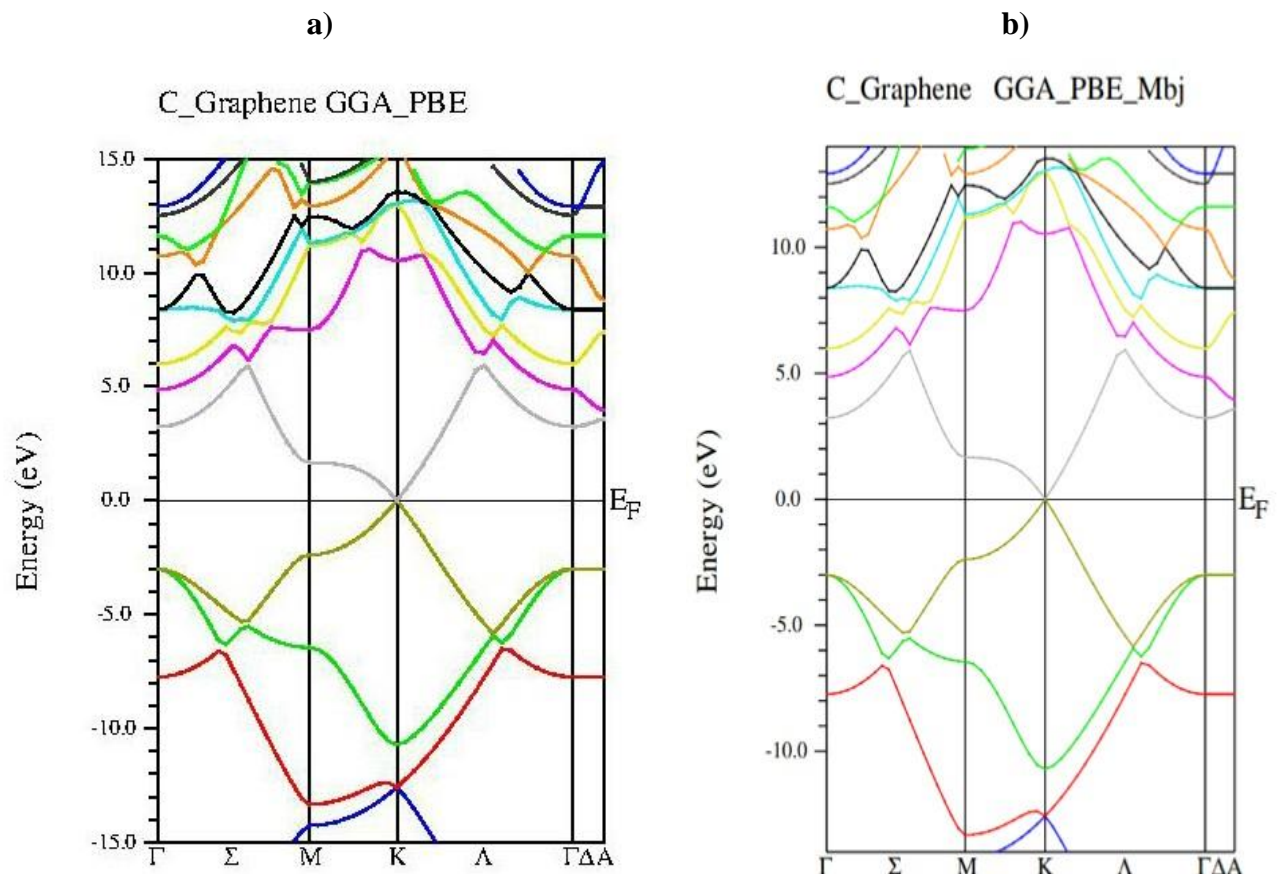 a)
C_Graphene GGA_PBE
Energy (eV)
15.0
10.0
5.0
0.0
-5.0
-10.0
-15.0
E_F
Γ Σ M K Λ ΓΔA
b)
C_Graphene GGA_PBE_Mbj
Energy (eV)
10.0
5.0
0.0
-5.0
-10.0
E_F
Γ Σ M K Λ ΓΔA